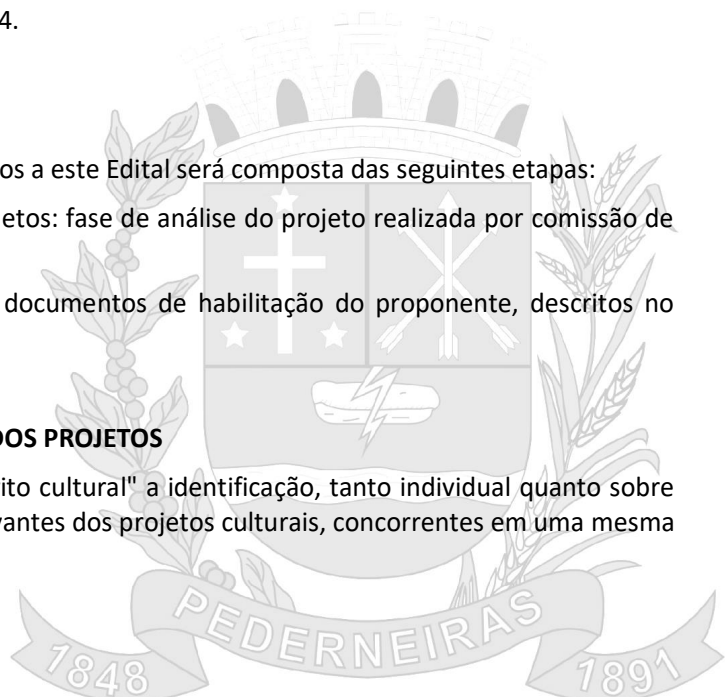 4.
os a este Edital será composta das seguintes etapas:
etos: fase de análise do projeto realizada por comissão de
documentos de habilitação do proponente, descritos no
DOS PROJETOS
ito cultural" a identificação, tanto individual quanto sobre
vantes dos projetos culturais, concorrentes em uma mesma
PEDERNEIRAS
1848 1891